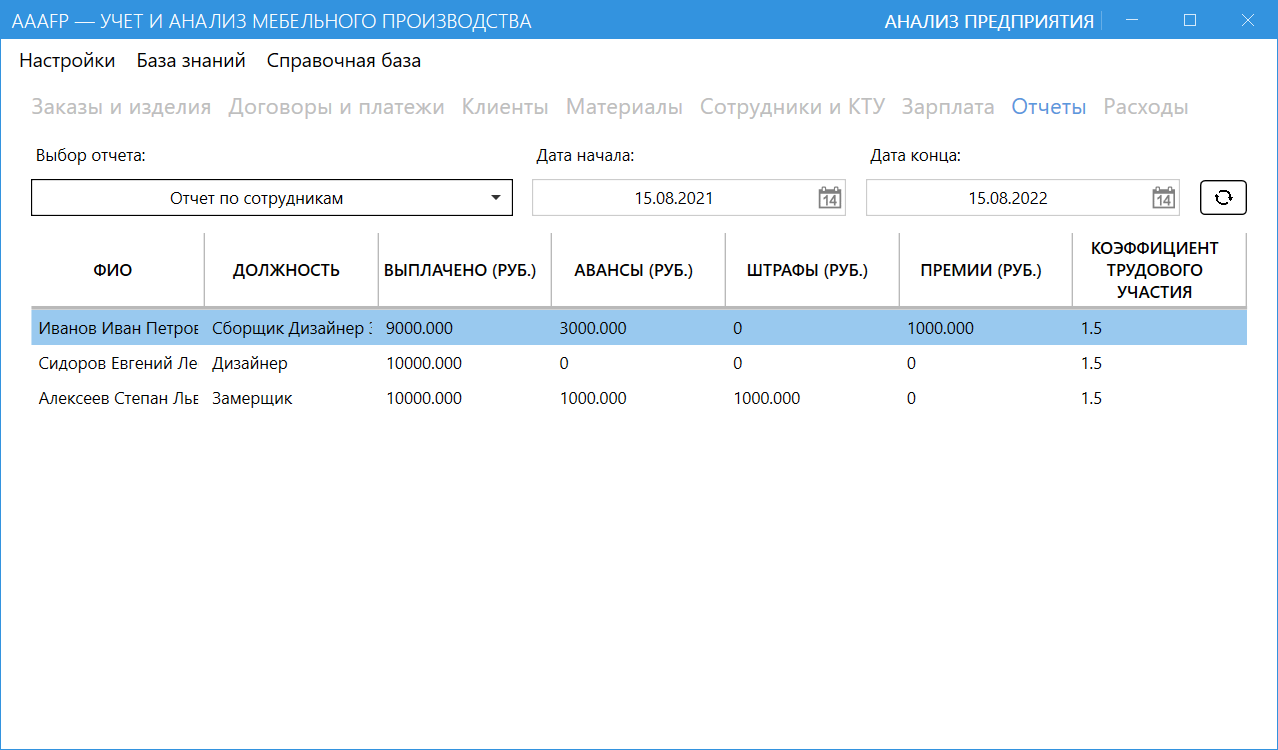 AAAFP — УЧЕТ И АНАЛИЗ МЕБЕЛЬНОГО ПРОИЗВОДСТВА АНАЛИЗ ПРЕДПРИЯТИЯ
Настройки База знаний Справочная база
Заказы и изделия Договоры и платежи Клиенты Материалы Сотрудники и КТУ Зарплата Отчеты Расходы
Выбор отчета: Дата начала: Дата конца:
Отчет по сотрудникам 15.08.2021 14 15.08.2022 14
ФИО ДОЛЖНОСТЬ ВЫПЛАЧЕНО (РУБ.) АВАНСЫ (РУБ.) ШТРАФЫ (РУБ.) ПРЕМИИ (РУБ.) КОЭФФИЦИЕНТ
ТРУДОВОГО
УЧАСТИЯ
Иванов Иван Петров Сборщик Дизайнер 9000.000 3000.000 0 1000.000 1.5
Сидоров Евгений Ле Дизайнер 10000.000 0 0 0 1.5
Алексеев Степан Льв Замерщик 10000.000 1000.000 1000.000 0 1.5